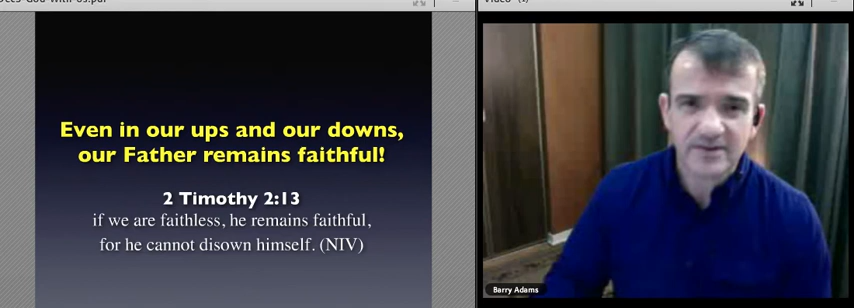 Even in our ups and our downs,
our Father remains faithful!
2 Timothy 2:13
if we are faithless, he remains faithful,
for he cannot disown himself. (NIV)
Barry Adams